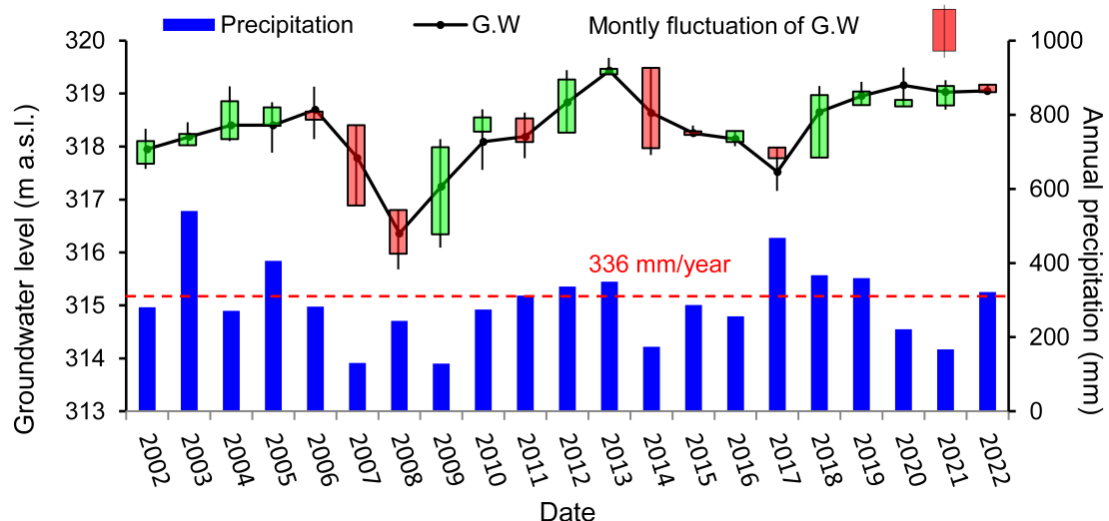 Precipitation G.W Montly fluctuation of G.W
320 1000
319
318 800
317 600
316
336 mm/year
400
315
314 200
313 0
Groundwater level (m a.s.l.)
Annual precipitation
(mm)
2002 2003 2004 2005 2006 2007 2008 2009 2010 2011 2012 2013 2014 2015 2016 2017 2018 2019 2020 2021 2022
Date